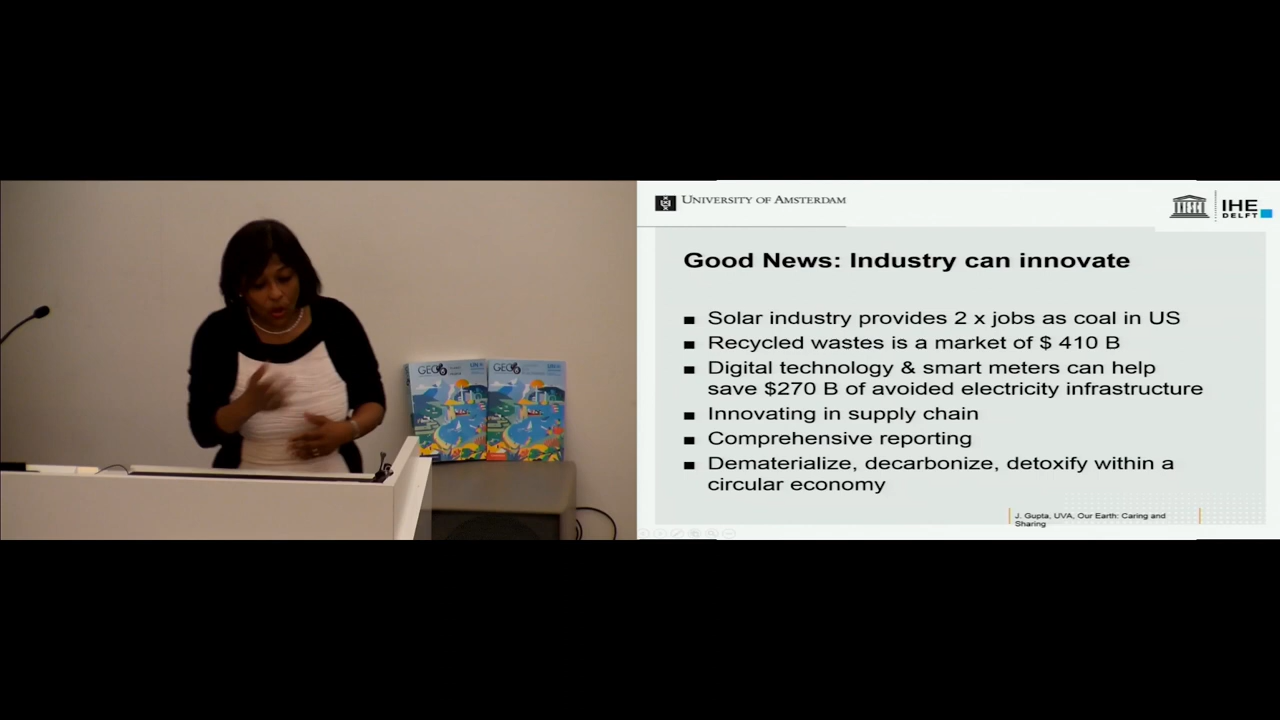 UNIVERSITY OF AMSTERDAM
IHE
DELFT
Good News: Industry can innovate
■ Solar industry provides 2 x jobs as coal in US
■ Recycled wastes is a market of $ 410 B
■ Digital technology & smart meters can help
save $270 B of avoided electricity infrastructure
■ Innovating in supply chain
■ Comprehensive reporting
■ Dematerialize, decarbonize, detoxify within a
circular economy
J. Gupta, UVA, Our Earth: Caring and
Sharing
GEO
GEO